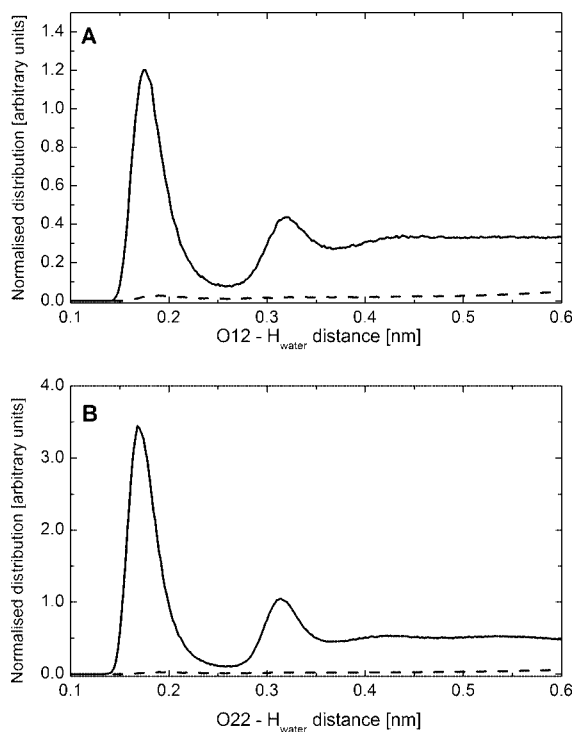 A
Normalised distribution [arbitrary units]
1.4
1.2
1.0
0.8
0.6
0.4
0.2
0.0
0.1 0.2 0.3 0.4 0.5 0.6
O12 - Hwater distance [nm]
B
Normalised distribution [arbitrary units]
4.0
3.0
2.0
1.0
0.0
0.1 0.2 0.3 0.4 0.5 0.6
O22 - Hwater distance [nm]